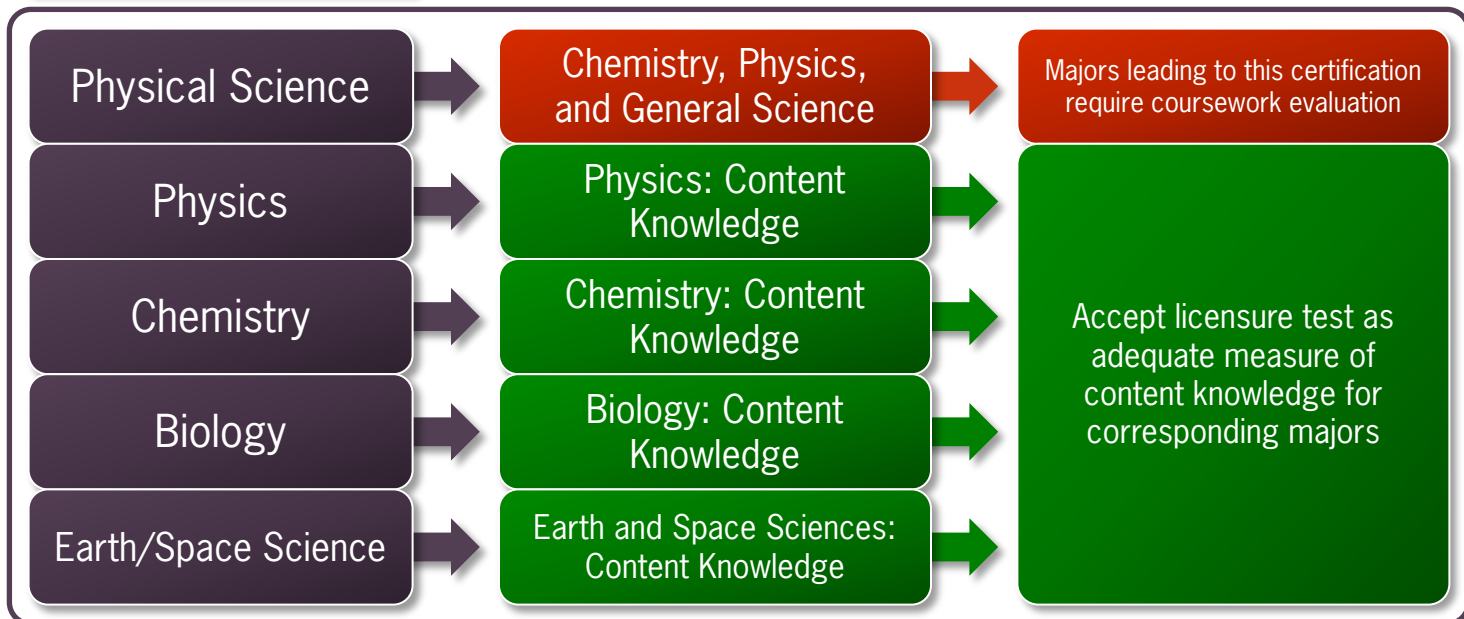 Physical Science
Chemistry, Physics,
and General Science
Majors leading to this certification
require coursework evaluation
Physics
Physics: Content
Knowledge
Chemistry
Chemistry: Content
Knowledge
Biology
Biology: Content
Knowledge
Earth/Space Science
Earth and Space Sciences:
Content Knowledge
Accept licensure test as
adequate measure of
content knowledge for
corresponding majors